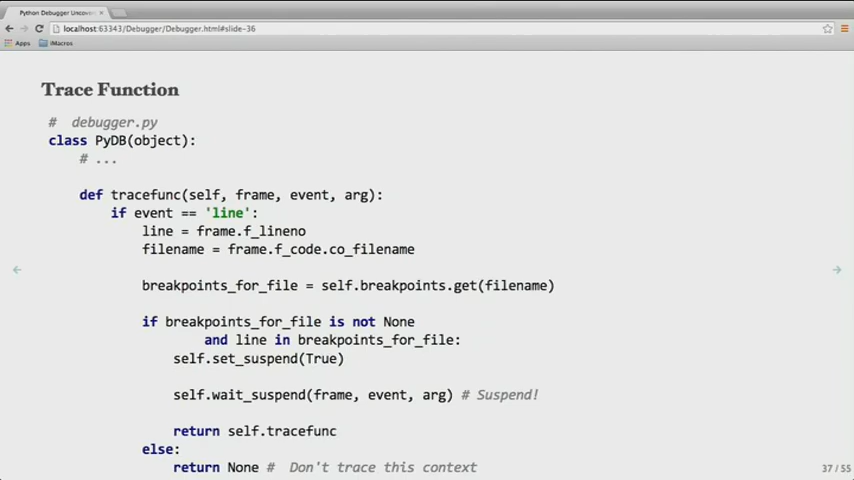 Python Debugger Uncover
localhost:63343/Debugger/Debugger.html#slide-36
Apps iMacros
Trace Function
# debugger.py
class PyDB(object):
# ...
def tracefunc(self, frame, event, arg):
if event == 'line':
line = frame.f_lineno
filename = frame.f_code.co_filename
breakpoints_for_file = self.breakpoints.get(filename)
if breakpoints_for_file is not None
and line in breakpoints_for_file:
self.set_suspend(True)
self.wait_suspend(frame, event, arg) # Suspend!
return self.tracefunc
else:
return None # Don't trace this context
37 / 55